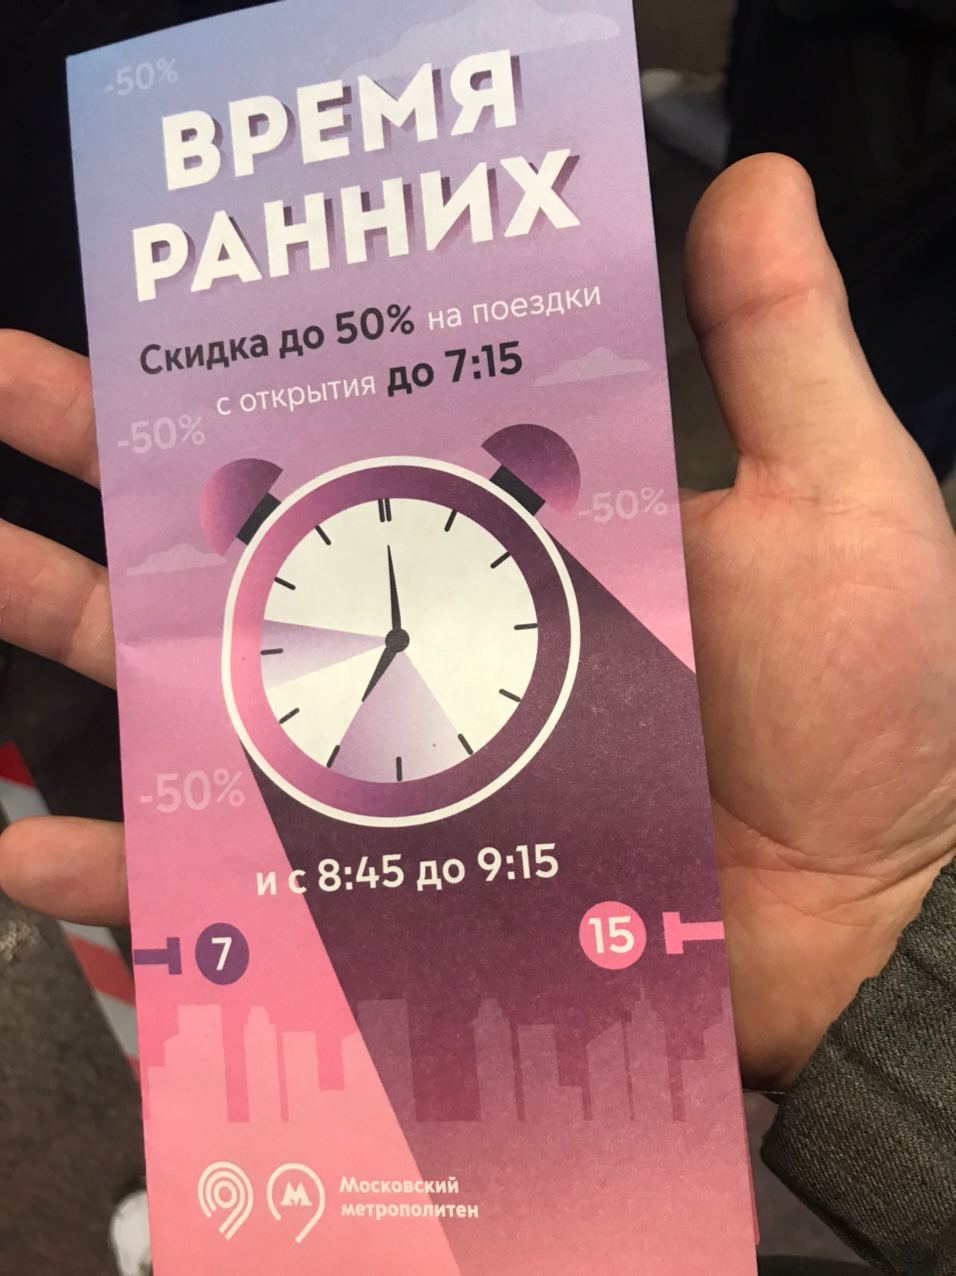 -50%
ВРЕМЯ
РАННИХ
Скидка до 50% на поездки
с открытия до 7:15
-50%
-50%
-50%
и с 8:45 до 9:15
7
15
М
Московский
метрополитен